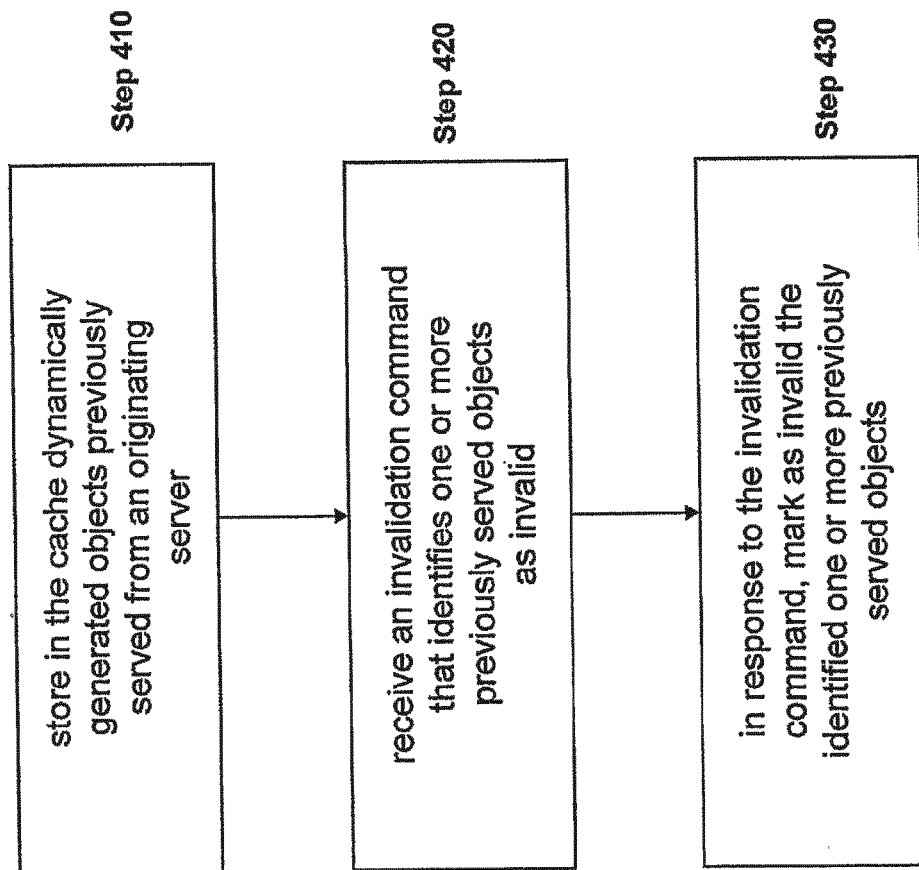 store in the cache dynamically
generated objects previously
served from an originating
server
Step 410
receive an invalidation command
that identifies one or more
previously served objects
as invalid
Step 420
in response to the invalidation
command, mark as invalid the
identified one or more previously
served objects
Step 430